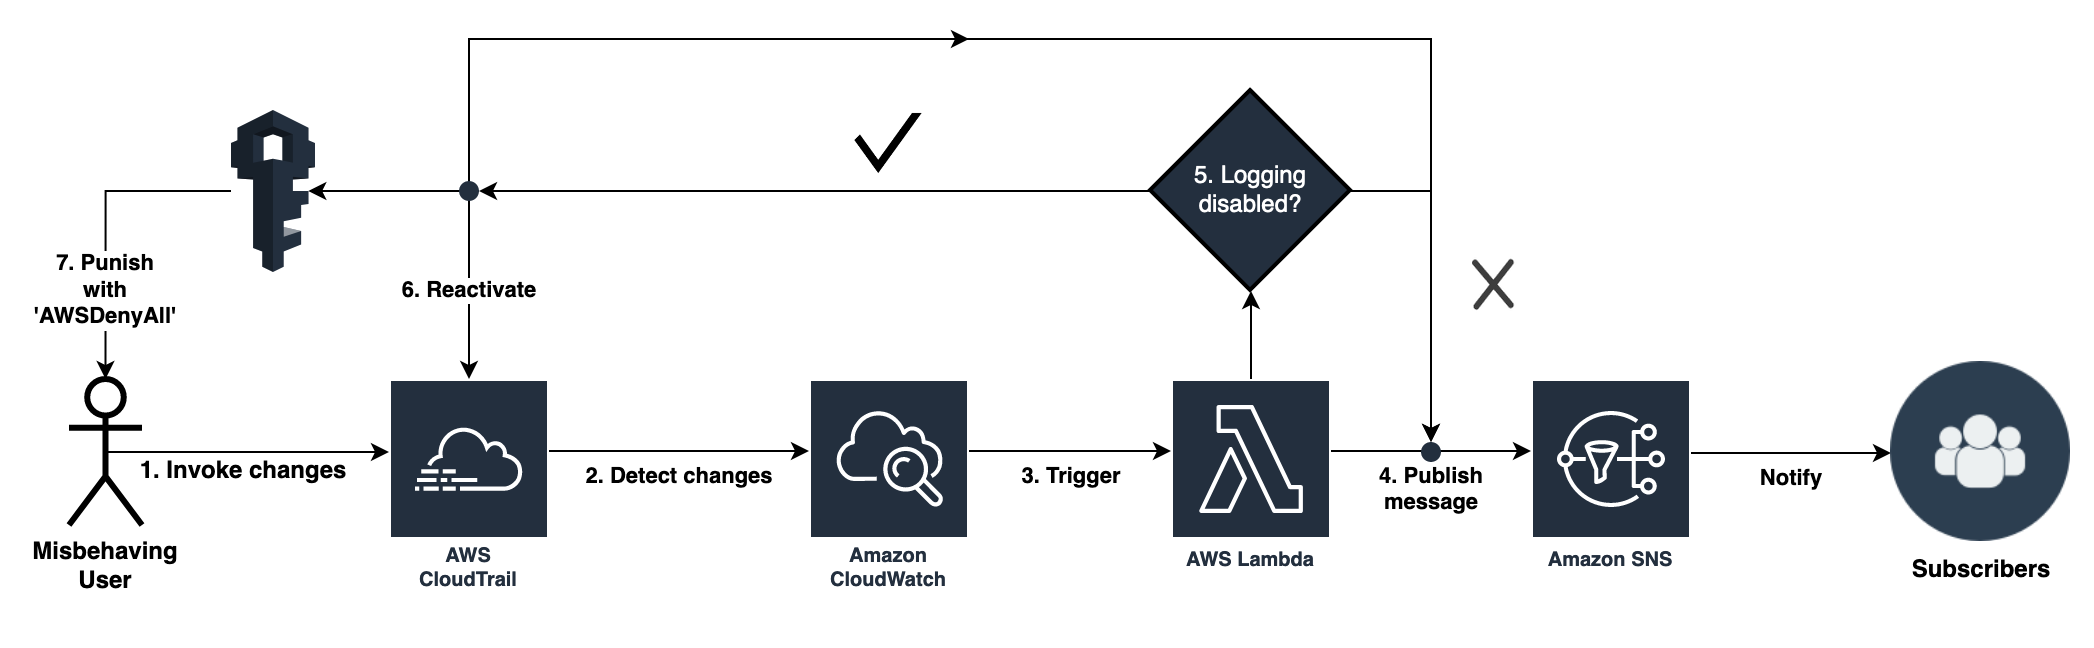 5. Logging
disabled?
7. Punish
with
'AWSDenyAll'
6. Reactivate
1. Invoke changes
2. Detect changes
3. Trigger
4. Publish
message
Notify
Misbehaving
User
AWS
CloudTrail
Amazon
CloudWatch
AWS Lambda
Amazon SNS
Subscribers